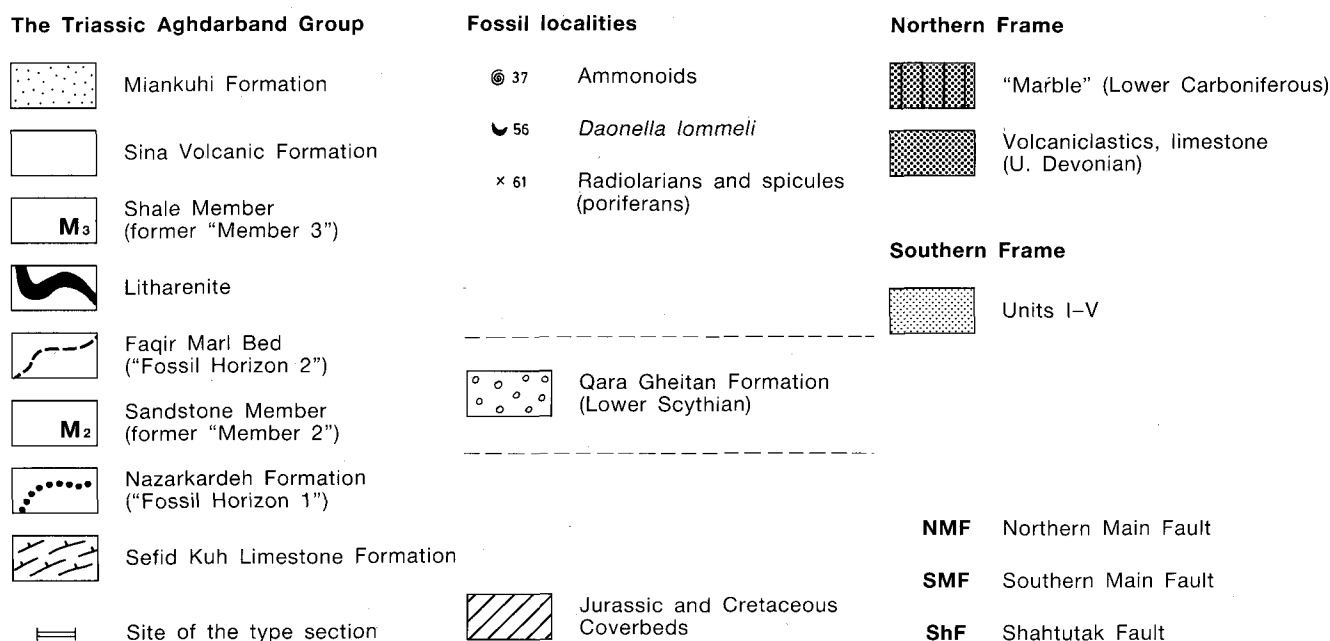 The Triassic Aghdarband Group
Miankuhi Formation
Sina Volcanic Formation
M3
Shale Member
(former "Member 3")
Litharenite
Faqir Marl Bed
("Fossil Horizon 2")
M2
Sandstone Member
(former "Member 2")
Nazarkardeh Formation
("Fossil Horizon 1")
Sefid Kuh Limestone Formation
Site of the type section
Fossil localities
37 Ammonoids
56 Daonella lommeli
61 Radiolarians and spicules
(poriferans)
Qara Gheitan Formation
(Lower Scythian)
Jurassic and Cretaceous
Coverbeds
Northern Frame
"Marble" (Lower Carboniferous)
Volcaniclastics, limestone
(U. Devonian)
Southern Frame
Units I–V
NMF Northern Main Fault
SMF Southern Main Fault
ShF Shahtutak Fault